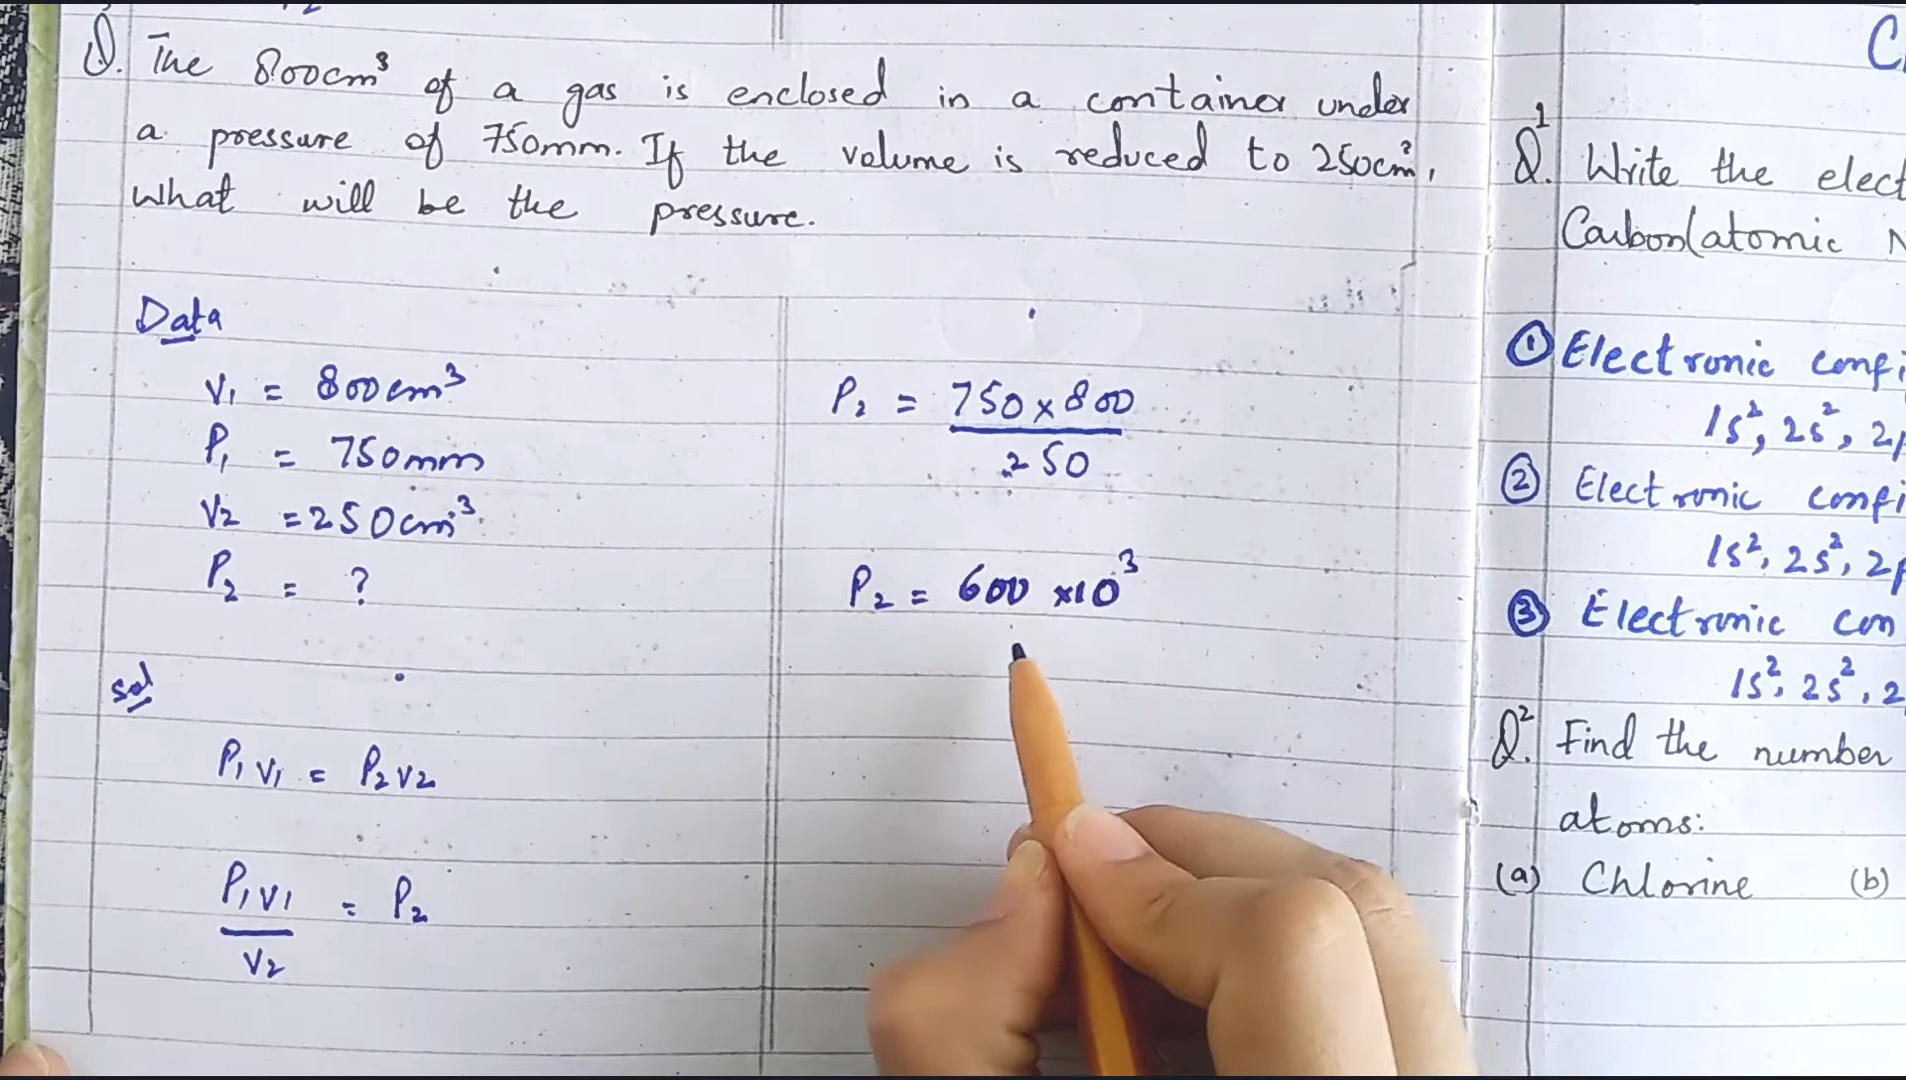 Q. The 800cm³ of a gas is enclosed in a container under
a pressure of 750mm. If the volume is reduced to 250cm³,
what will be the pressure.
Data
V₁ = 800cm³
P₁ = 750mm
V₂ = 250cm³
P₂ = ?
Sol
P₁V₁ = P₂V₂
P₁V₁ = P₂
V₂
P₂ = 750×800
250
P₂ = 600 ×10³
Q.¹ Write the elect
Carbon(atomic N
① Electronic confi
1s², 2s², 2p
② Electronic confi
1s², 2s², 2p
③ Electronic con
1s², 2s², 2
Q.² Find the number
atoms:
(a) Chlorine (b)